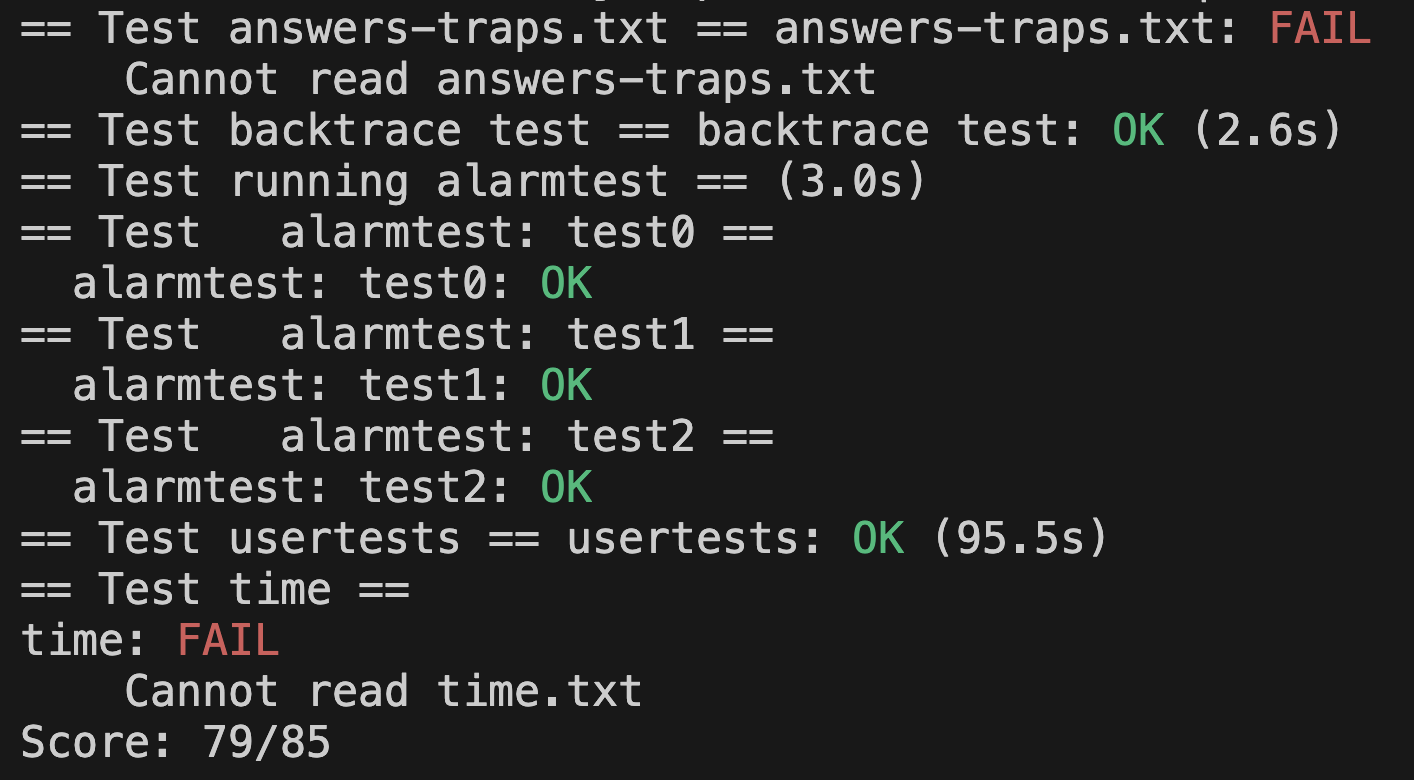 == Test answers-traps.txt == answers-traps.txt: FAIL
    Cannot read answers-traps.txt
== Test backtrace test == backtrace test: OK (2.6s)
== Test running alarmtest == (3.0s)
== Test   alarmtest: test0 ==
  alarmtest: test0: OK
== Test   alarmtest: test1 ==
  alarmtest: test1: OK
== Test   alarmtest: test2 ==
  alarmtest: test2: OK
== Test usertests == usertests: OK (95.5s)
== Test time ==
time: FAIL
    Cannot read time.txt
Score: 79/85